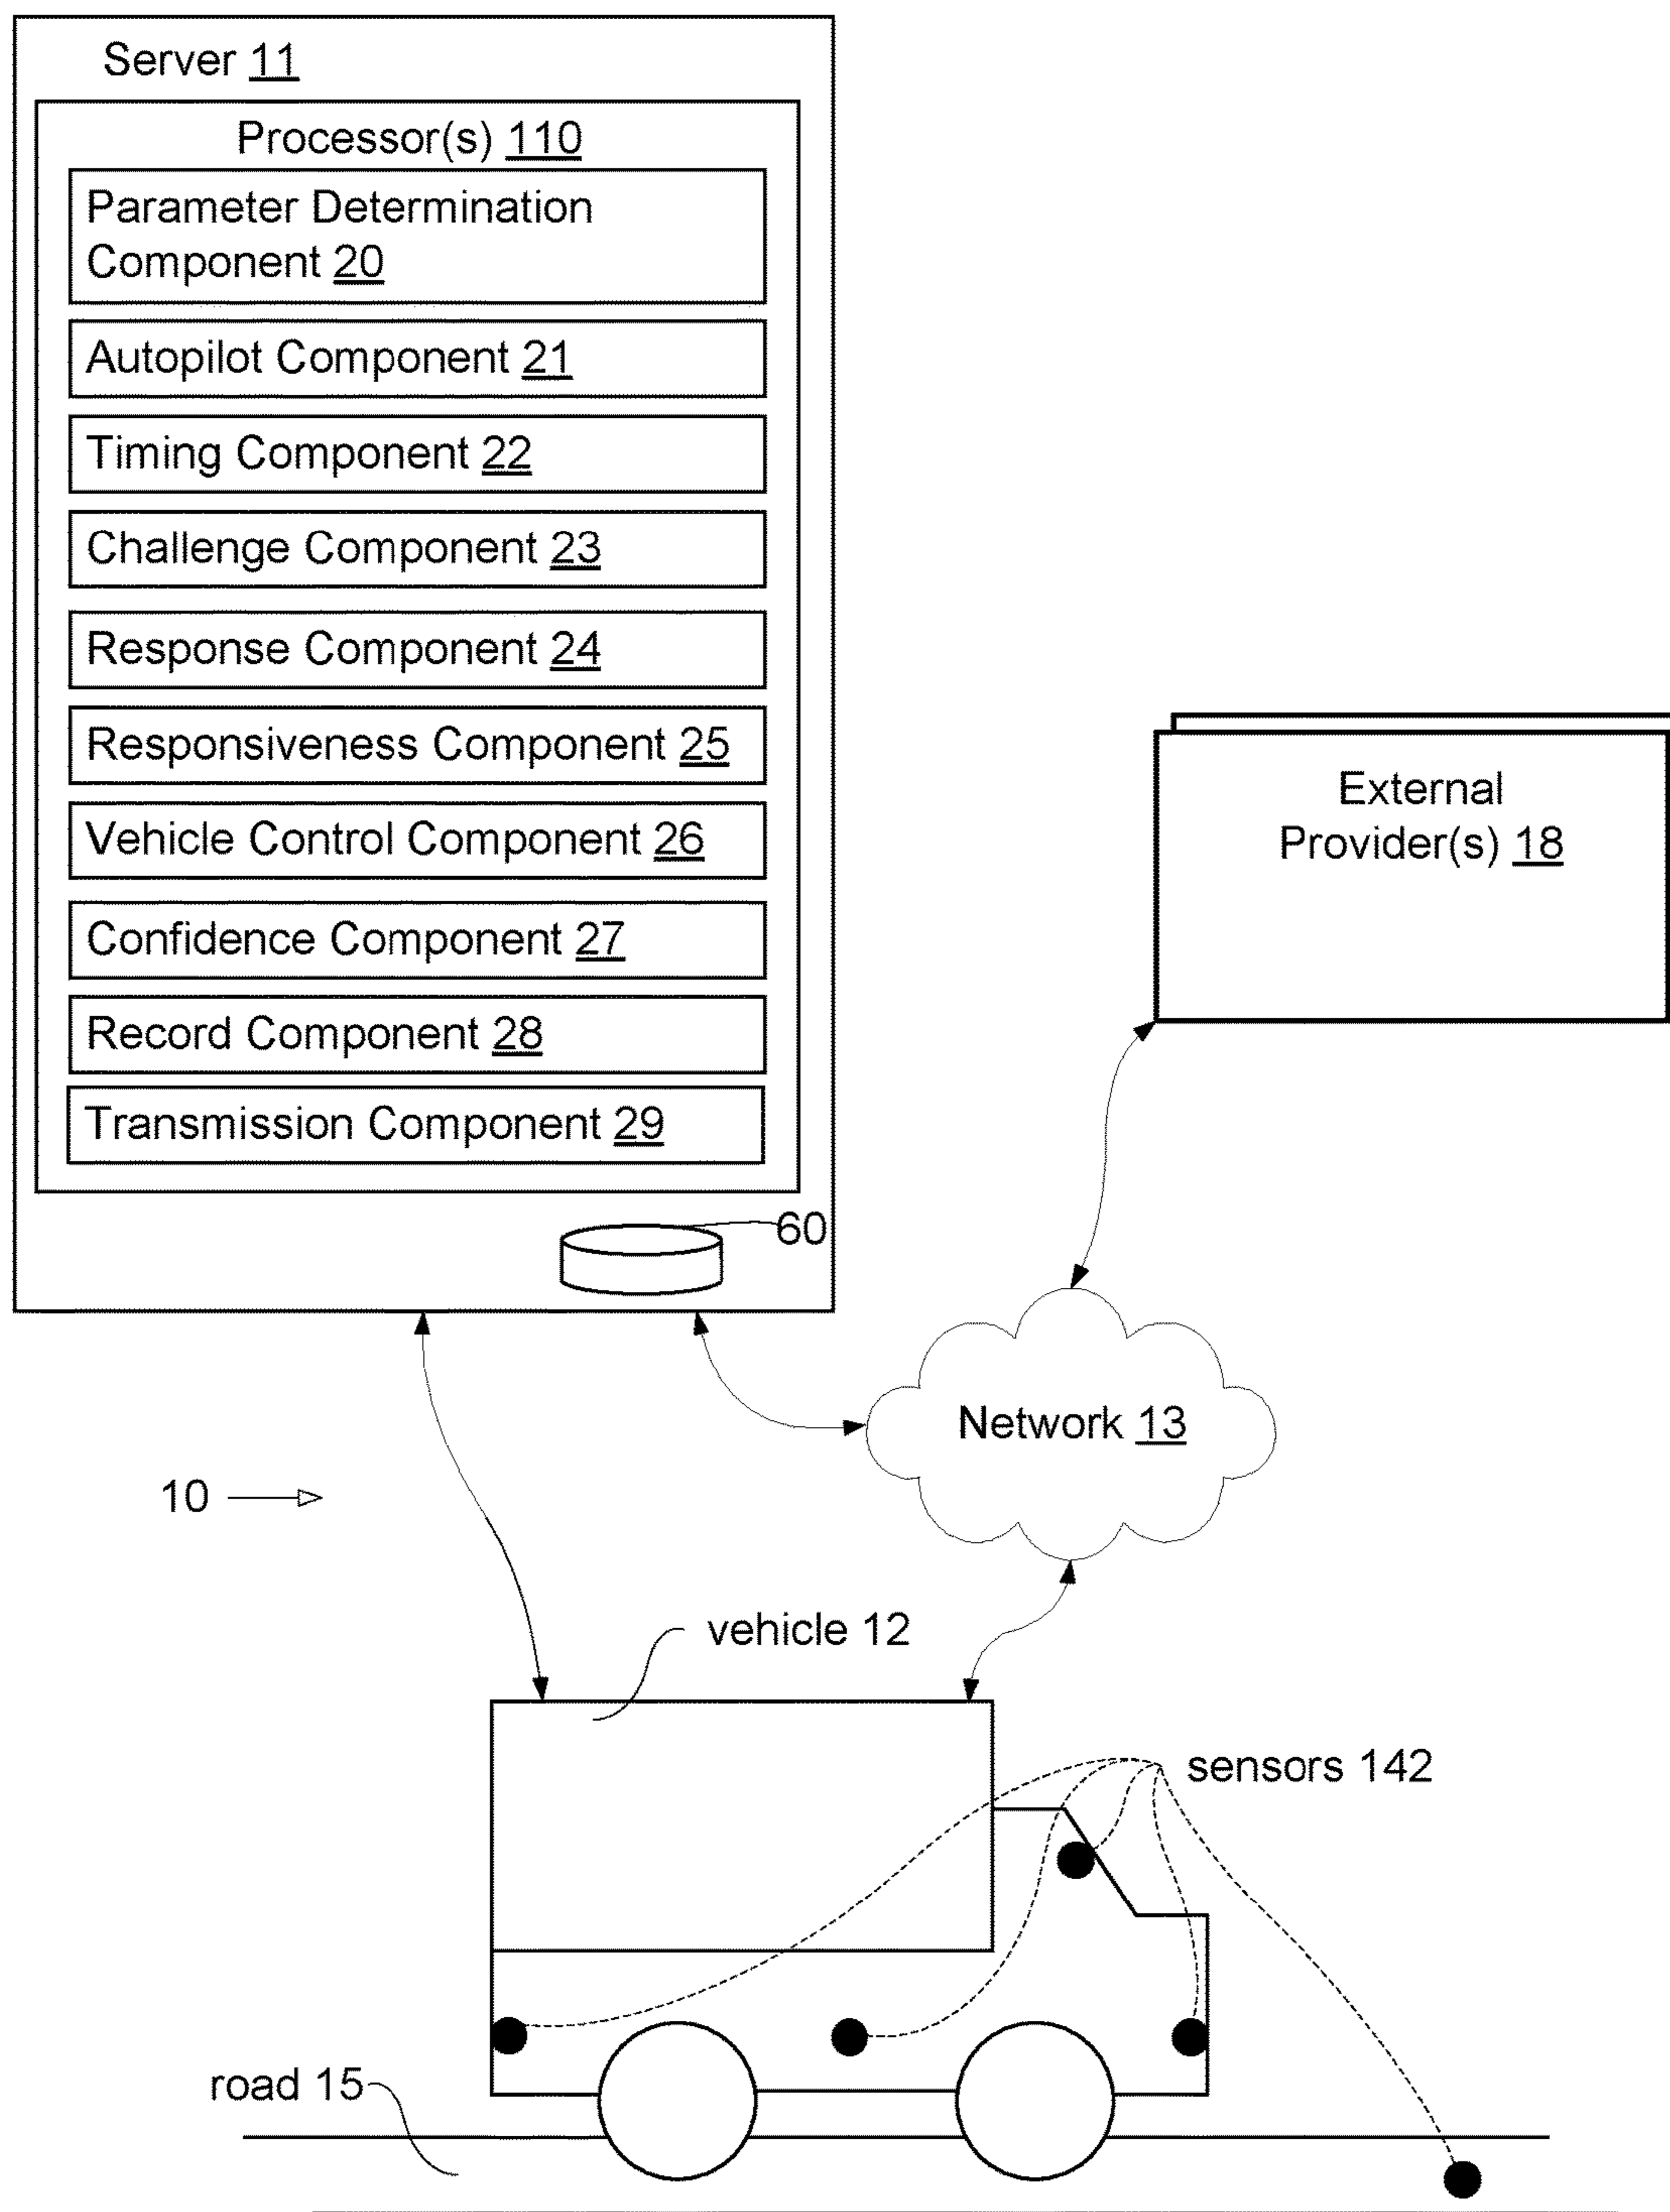 Server 11
Processor(s) 110
Parameter Determination
Component 20
Autopilot Component 21
Timing Component 22
Challenge Component 23
Response Component 24
Responsiveness Component 25
Vehicle Control Component 26
Confidence Component 27
Record Component 28
Transmission Component 29
60
External
Provider(s) 18
Network 13
10
vehicle 12
sensors 142
road 15